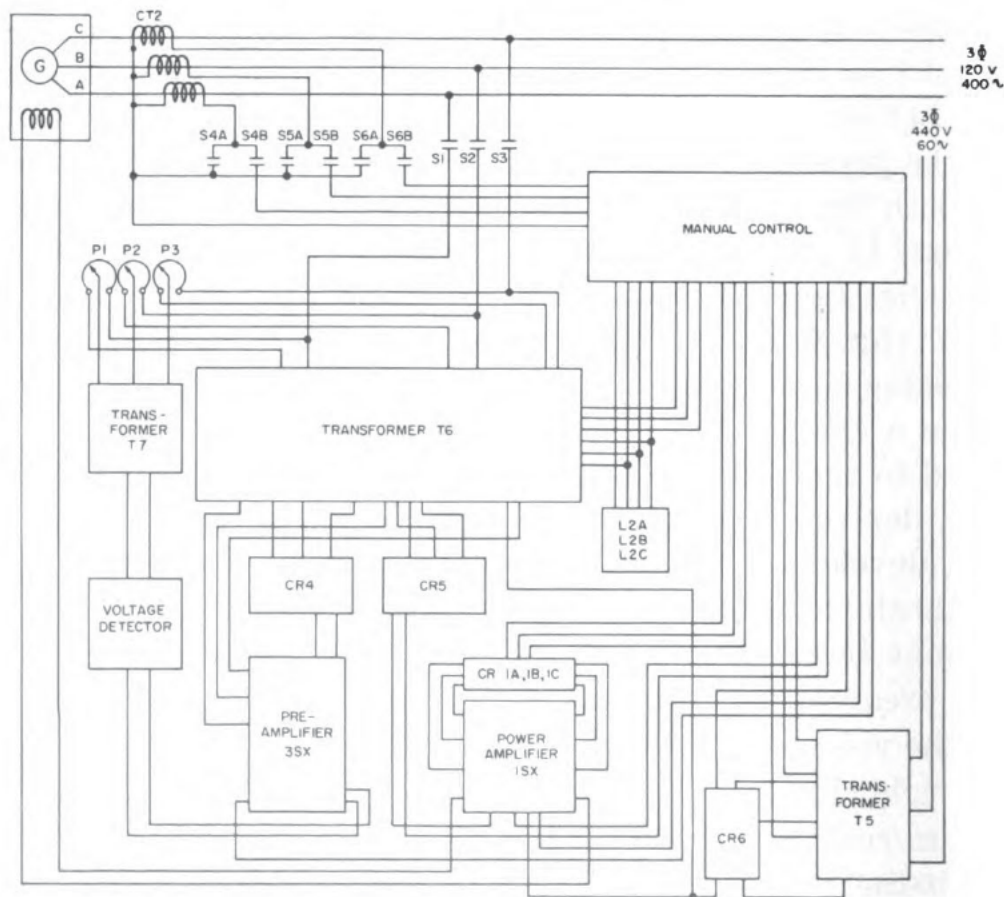 C
CT2
G
B
A
3Φ
120 V
400 ~
3Φ
440 V
60 ~
S4A S4B S5A S5B S6A S6B
S1 S2 S3
MANUAL CONTROL
P1 P2 P3
TRANS-
FORMER
T7
TRANSFORMER T6
L2A
L2B
L2C
CR4
CR5
VOLTAGE
DETECTOR
CR 1A, 1B, 1C
PRE-
AMPLIFIER
3SX
POWER
AMPLIFIER
1SX
TRANS-
FORMER
T5
CR6